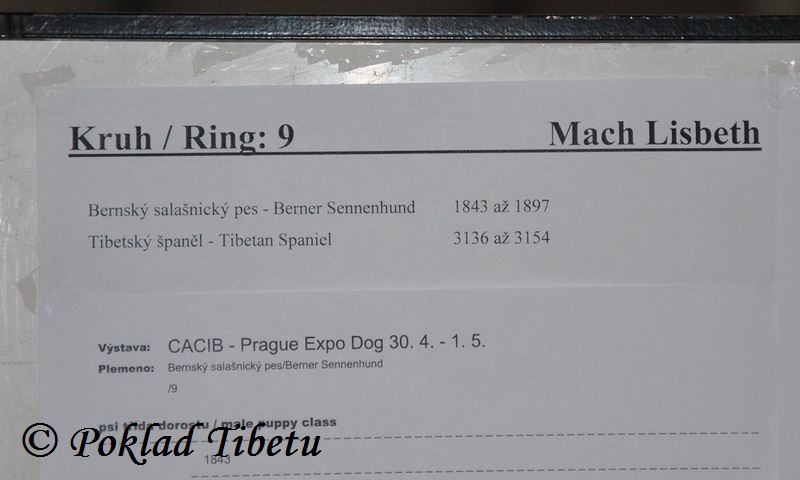 Kruh / Ring: 9 Mach Lisbeth
Bernský salašnický pes - Berner Sennenhund 1843 až 1897
Tibetský španěl - Tibetan Spaniel 3136 až 3154
Výstava: CACIB - Prague Expo Dog 30. 4. - 1. 5.
Plemeno: Bernský salašnický pes/Berner Sennenhund
/9
psi třída dorostu / male puppy class
1843
© Poklad Tibetu